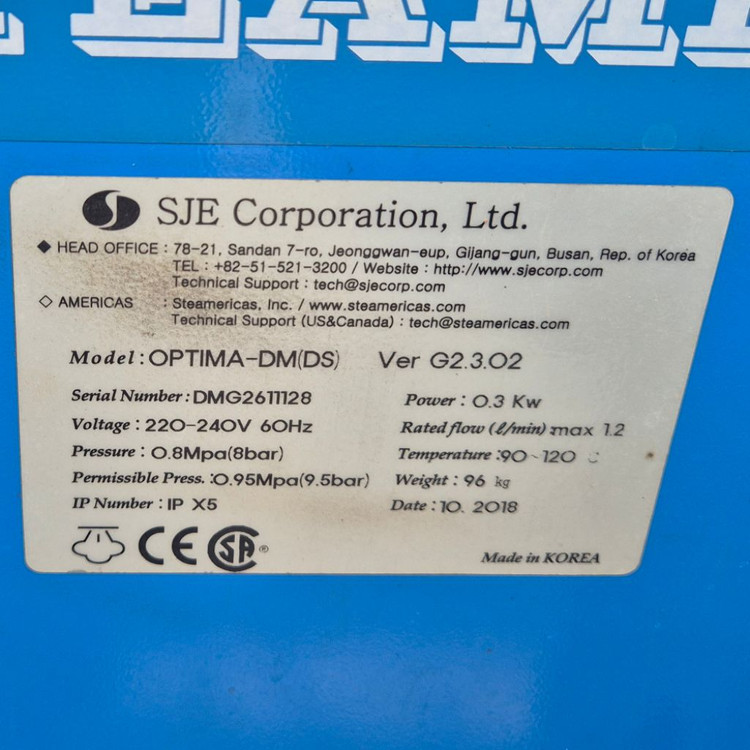 EAM
SJE Corporation, Ltd.
◆ HEAD OFFICE : 78-21, Sandan 7-ro, Jeonggwan-eup, Gijang-gun, Busan, Rep. of Korea
TEL : +82-51-521-3200 / Website : http://www.sjecorp.com
Technical Support : tech@sjecorp.com
◇ AMERICAS : Steamericas, Inc. / www.steamericas.com
Technical Support (US&Canada) : tech@steamericas.com
Model : OPTIMA-DM(DS) Ver G2.3.02
Serial Number : DMG2611128 Power : 0.3 Kw
Voltage : 220-240V 60Hz Rated flow (ℓ/min) : max 1.2
Pressure : 0.8Mpa(8bar) Temperature : 90~120 C
Permissible Press. : 0.95Mpa(9.5bar) Weight : 96 kg
IP Number : IP X5 Date : 10. 2018
CE CSA ® Made in KOREA